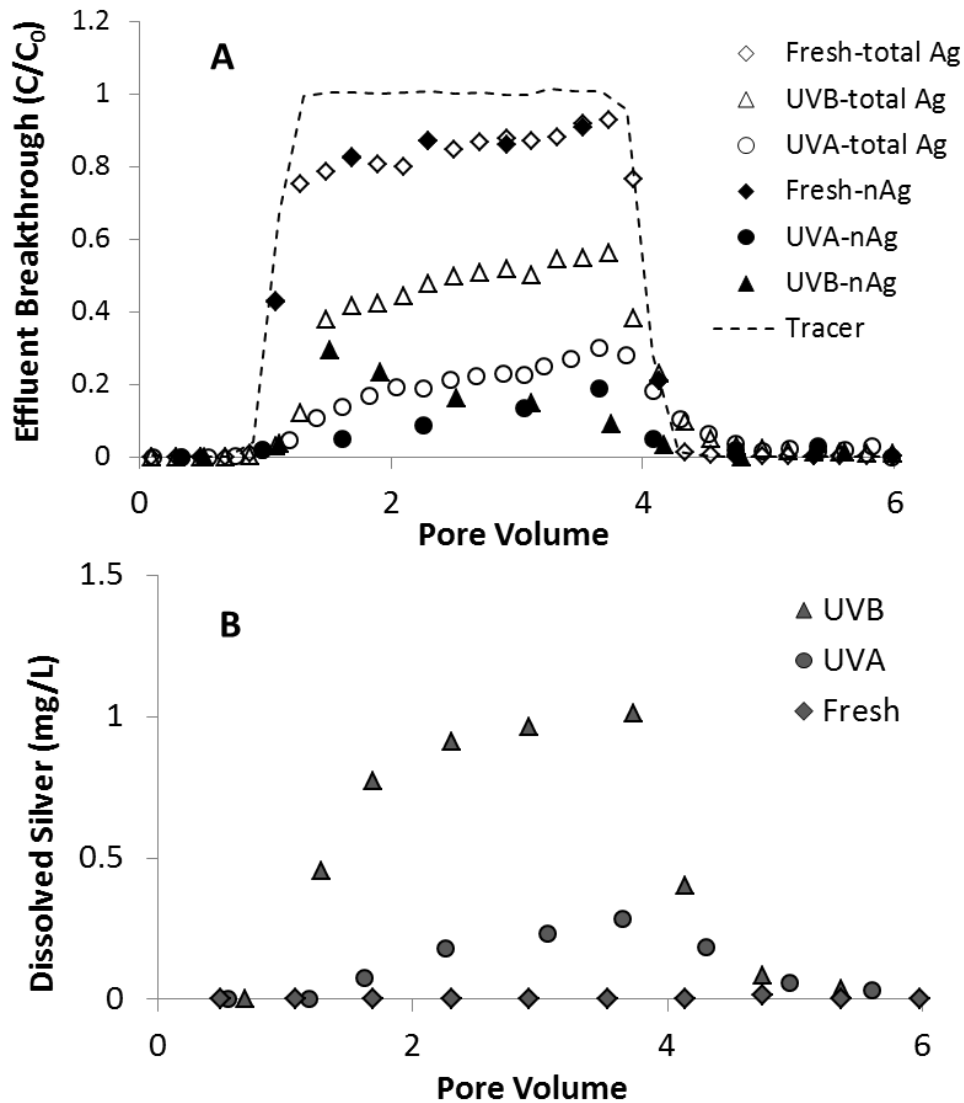 A
Effluent Breakthrough (C/C₀)
1.2
1
0.8
0.6
0.4
0.2
0
0 2 4 6
Pore Volume
Fresh-total Ag
UVB-total Ag
UVA-total Ag
Fresh-nAg
UVA-nAg
UVB-nAg
Tracer
B
Dissolved Silver (mg/L)
1.5
1
0.5
0
0 2 4 6
Pore Volume
UVB
UVA
Fresh